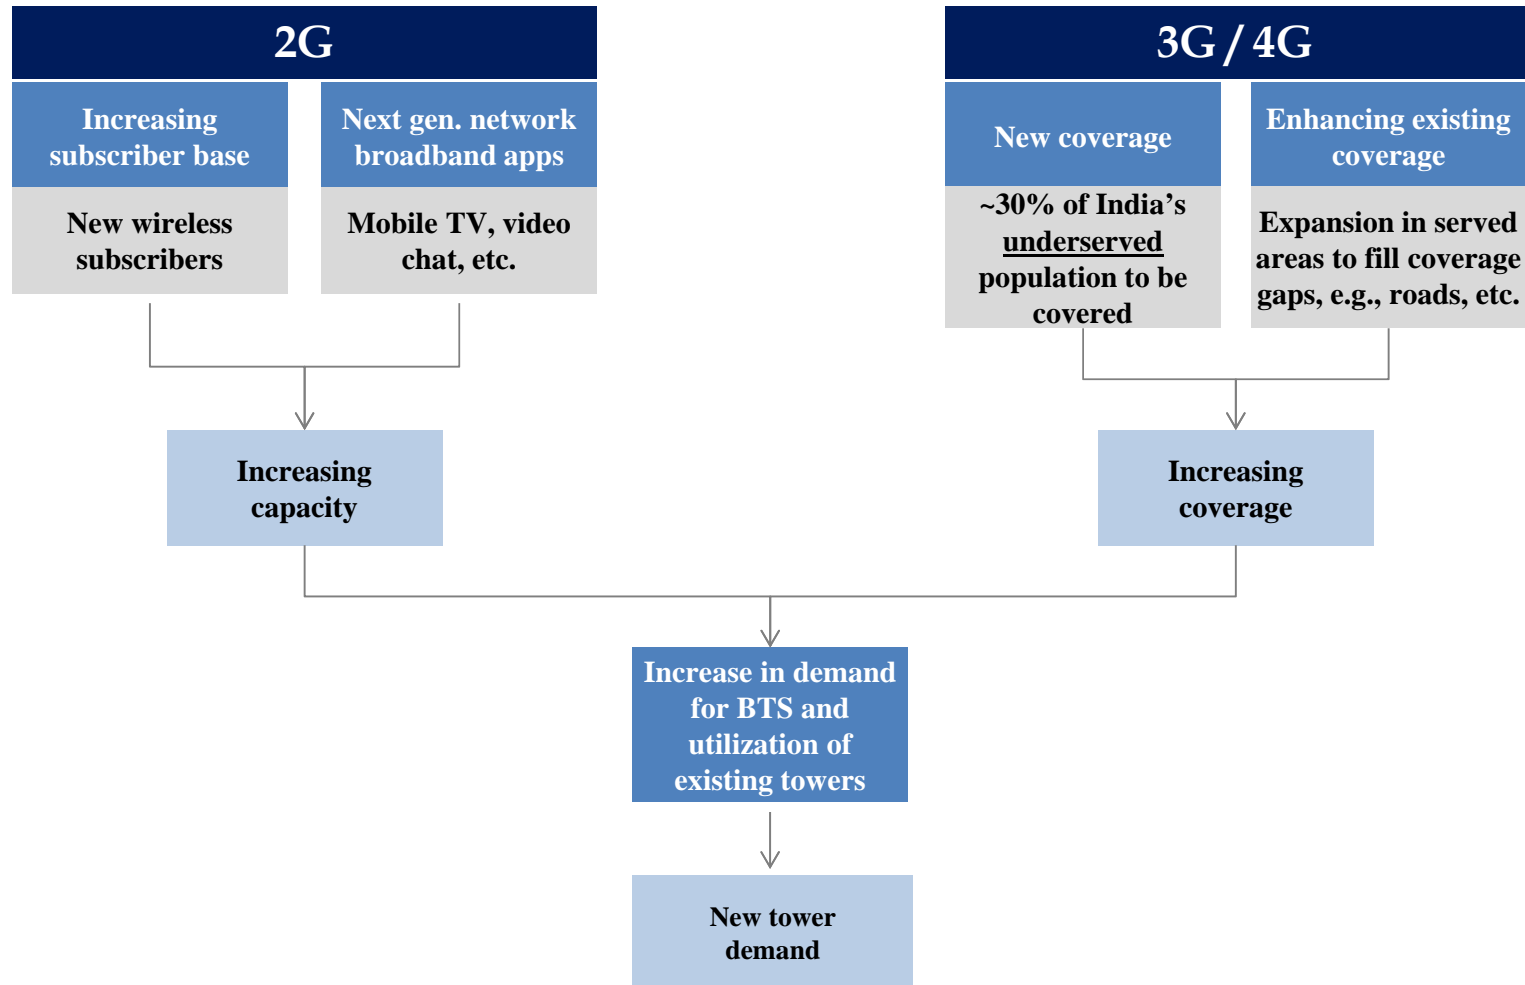 2G
Increasing
subscriber base
New wireless
subscribers
Next gen. network
broadband apps
Mobile TV, video
chat, etc.
3G / 4G
New coverage
~30% of India’s
underserved
population to be
covered
Enhancing existing
coverage
Expansion in served
areas to fill coverage
gaps, e.g., roads, etc.
Increasing
capacity
Increasing
coverage
Increase in demand
for BTS and
utilization of
existing towers
New tower
demand